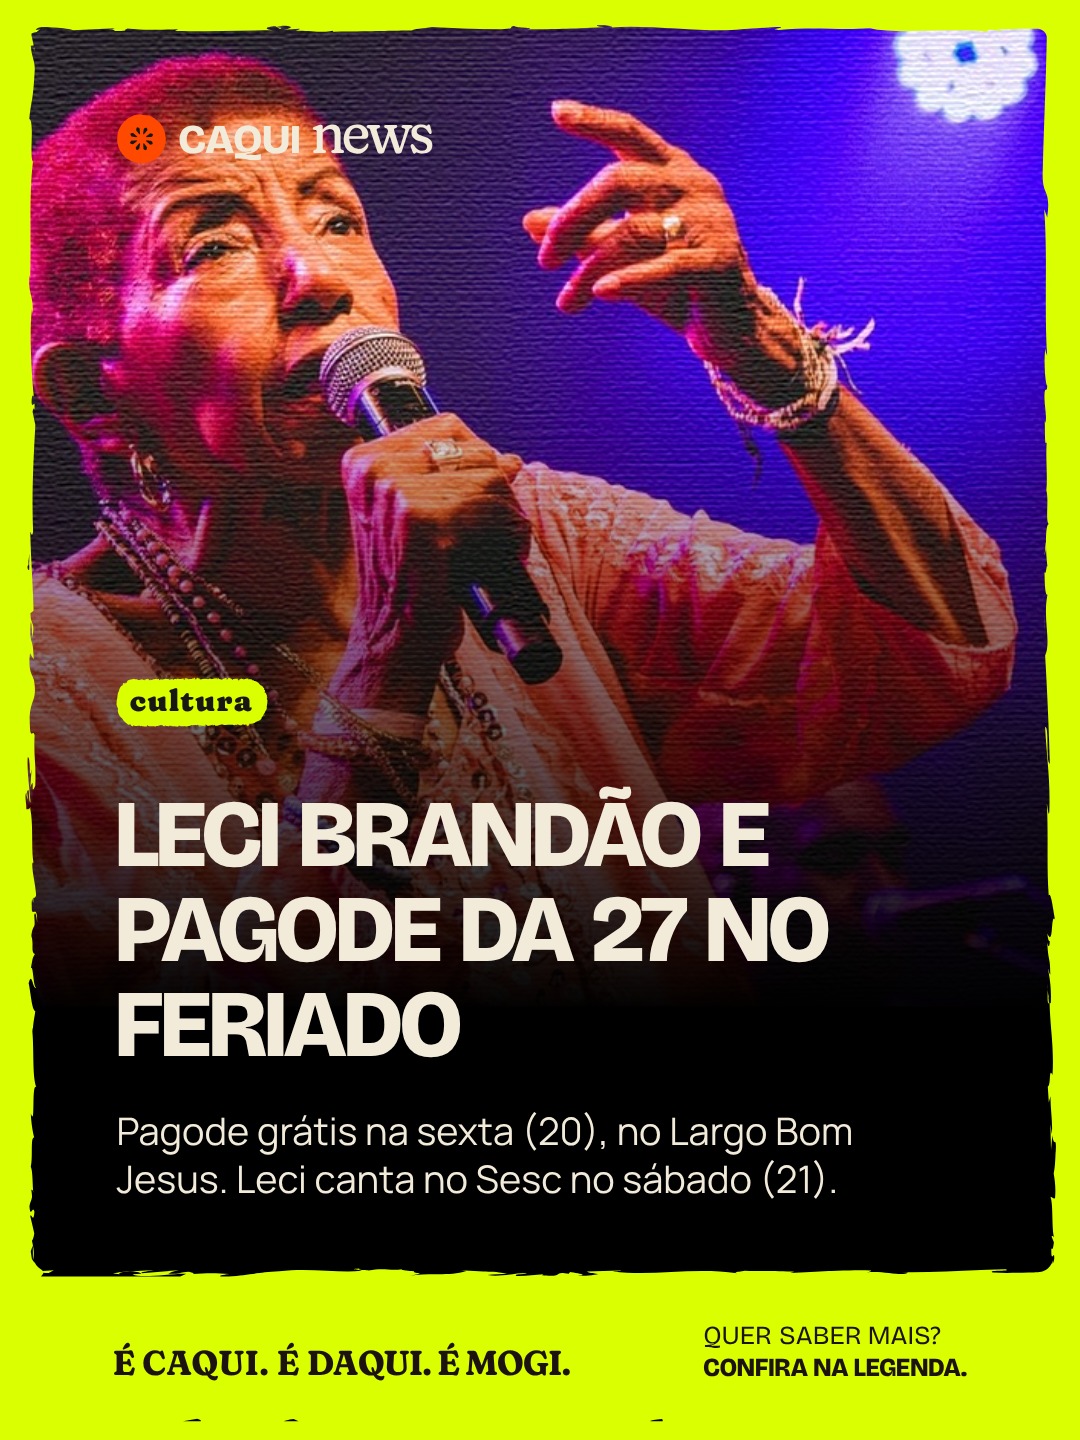 CAQUI news
cultura
LECI BRANDÃO E
PAGODE DA 27 NO
FERIADO
Pagode grátis na sexta (20), no Largo Bom
Jesus. Leci canta no Sesc no sábado (21).
É CAQUI. É DAQUI. É MOGI.
QUER SABER MAIS?
CONFIRA NA LEGENDA.